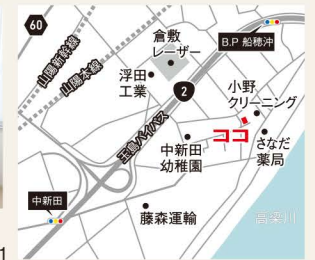 60
倉敷
レーザー
B.P 船穂沖
山陽新幹線
山陽本線
浮田
工業
2
小野
クリーニング
玉島バイパス
ココ
中新田
幼稚園
さなだ
薬局
中新田
藤森運輸
高梁川
1